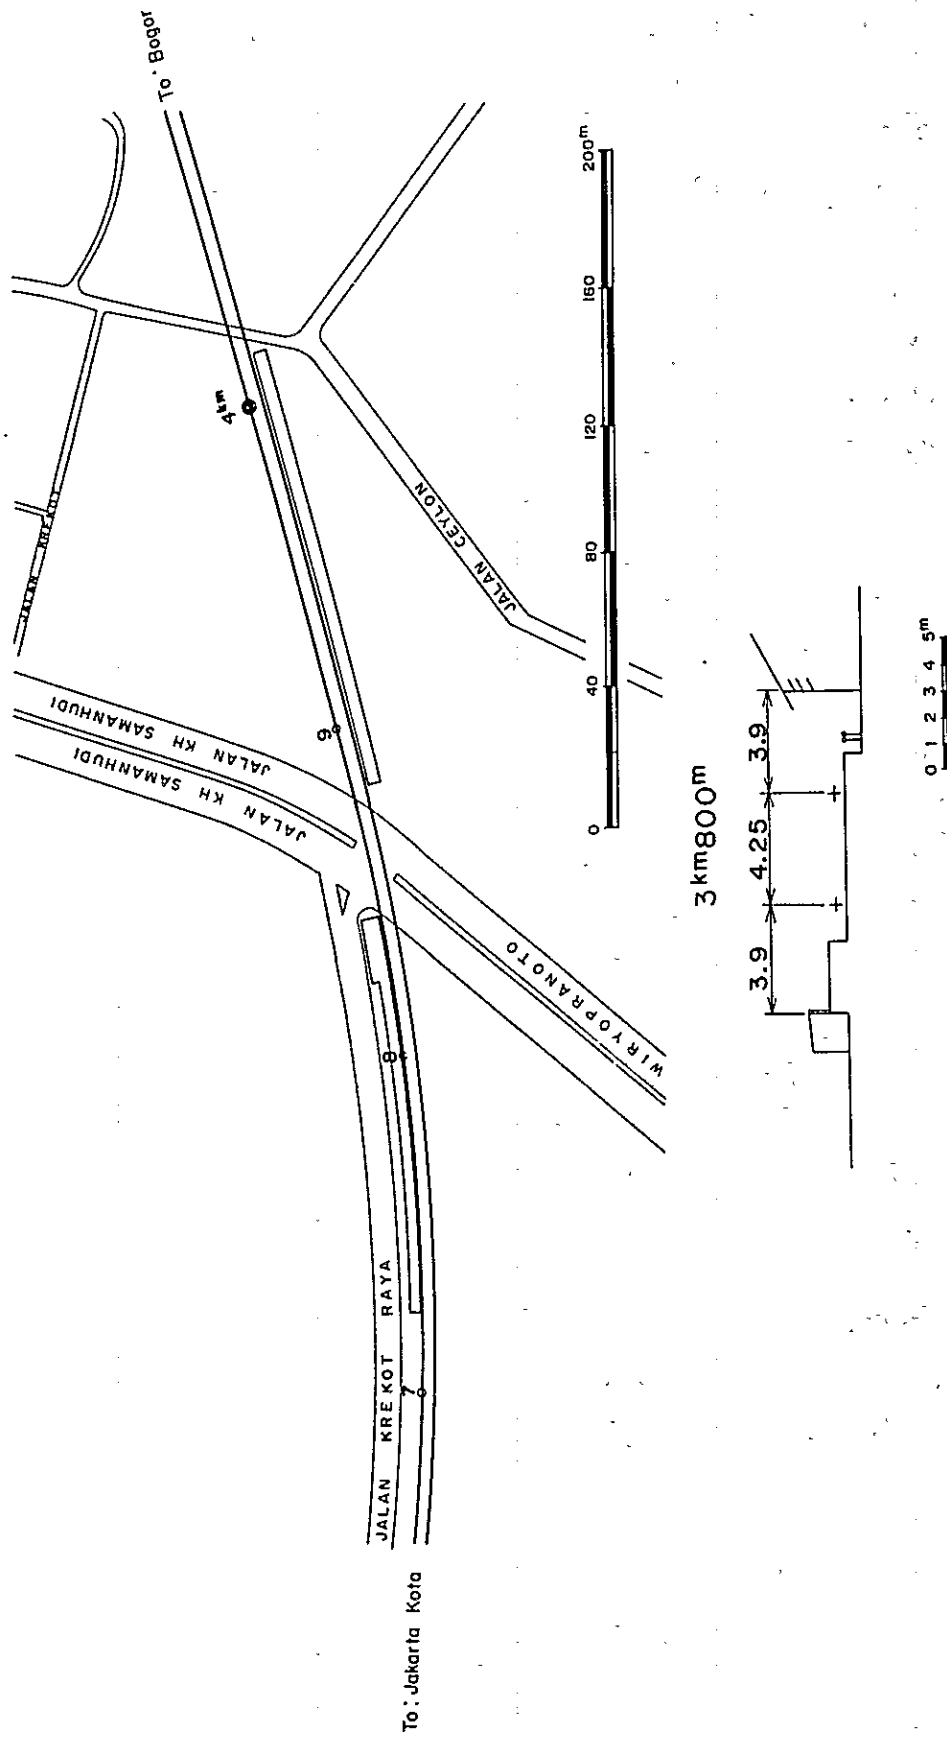 To : Bogor
4km
JALAN KREKOT
JALAN KH SAMANHUDI
JALAN KH SAMANHUDI
9
JALAN CEYLON
8
WIRYOPRANOTO
JALAN KREKOT RAYA
7
To : Jakarta Kota
0 40 80 120 160 200m
3km800m
3.9 4.25 3.9
0 1 2 3 4 5m